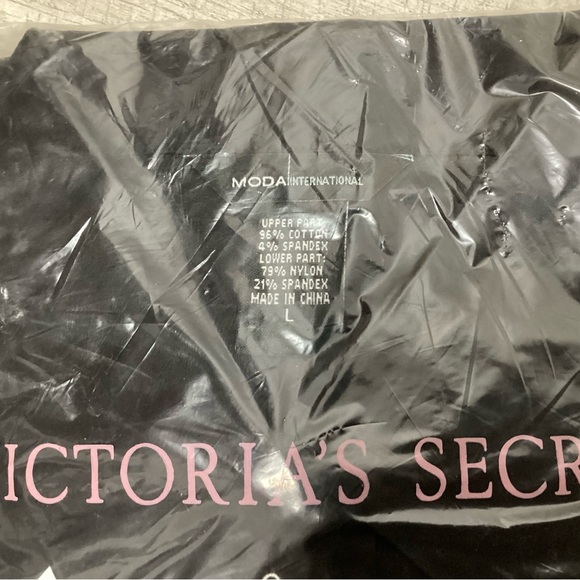 MODA INTERNATIONAL
UPPER PART:
96% COTTON
4% SPANDEX
LOWER PART:
79% NYLON
21% SPANDEX
MADE IN CHINA
L
ICTORIA'S SECR